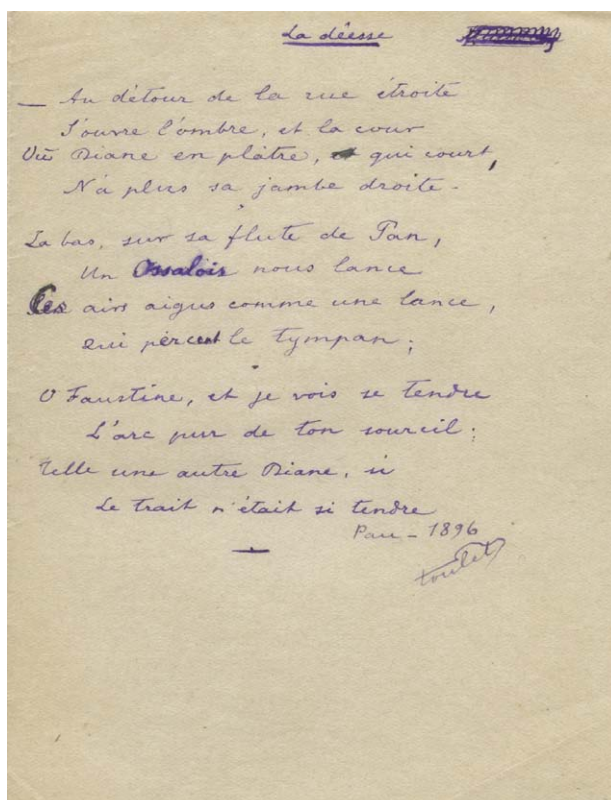 La déesse
— Au détour de la rue étroite
S'ouvre l'ombre, et la cour
Où Diane en plâtre, et qui court,
N'a plus sa jambe droite.
La bas, sur sa flute de Pan,
Un Ossalois nous lance
Ces airs aigus comme une lance,
Qui percent le tympan ;
O Faustine, et je vois se tendre
L'arc pur de ton sourcil ;
Telle une autre Diane, si
Le trait n'était si tendre
Pau - 1896
Toulet